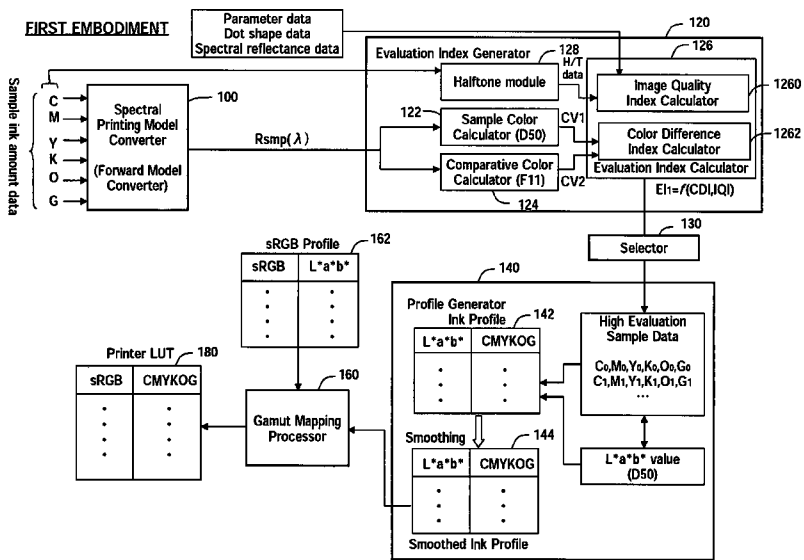 FIRST EMBODIMENT
Parameter data
Dot shape data
Spectral reflectance data
120
Evaluation Index Generator
128
126
H/T
data
Halftone module
Image Quality
Index Calculator
1260
Sample ink amount data
C
M
Y
K
O
G
100
Spectral
Printing Model
Converter
(Forward Model
Converter)
Rsmp(λ)
122
Sample Color
Calculator (D50)
CV1
Color Difference
Index Calculator
1262
Comparative Color
Calculator (F11)
CV2
124
Evaluation Index Calculator
EI1=f(CDI,IQI)
130
Selector
sRGB Profile
162
sRGB
L*a*b*
140
Profile Generator
Ink Profile
142
L*a*b*
CMYKOG
High Evaluation
Sample Data
C0,M0,Y0,K0,O0,G0
C1,M1,Y1,K1,O1,G1
...
Printer LUT
180
sRGB
CMYKOG
160
Gamut Mapping
Processor
Smoothing
144
L*a*b*
CMYKOG
Smoothed Ink Profile
L*a*b* value
(D50)